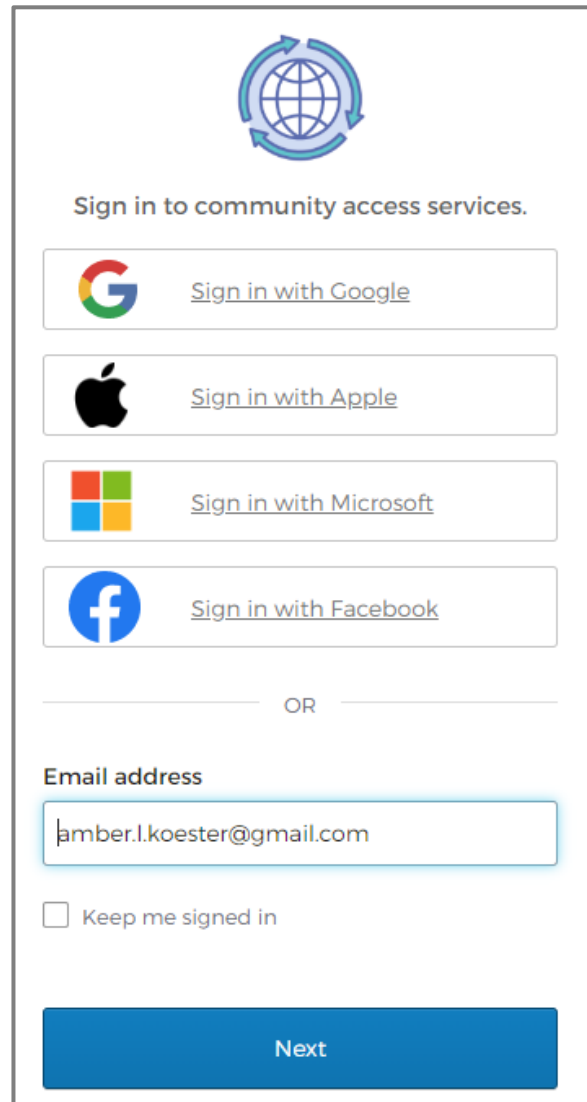 Sign in to community access services.
Sign in with Google
Sign in with Apple
Sign in with Microsoft
Sign in with Facebook
OR
Email address
amber.l.koester@gmail.com
Keep me signed in
Next